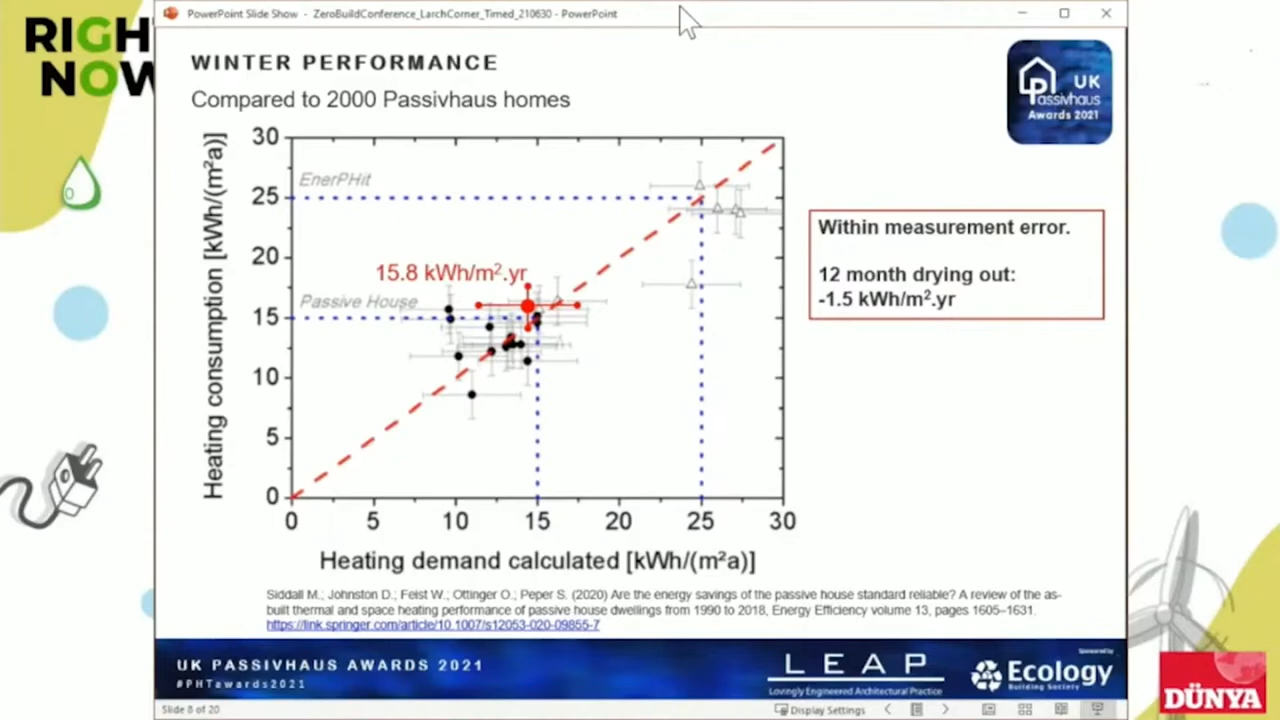 RIGH
NOW
PowerPoint Slide Show - ZeroBuildConference_LarchCorner_Timed_210630 - PowerPoint
WINTER PERFORMANCE
Compared to 2000 Passivhaus homes
UK
Passivhaus
Awards 2021
Heating consumption [kWh/(m²a)]
30
25
20
15
10
5
0
EnerPHit
15.8 kWh/m².yr
Passive House
0 5 10 15 20 25 30
Heating demand calculated [kWh/(m²a)]
Within measurement error.
12 month drying out:
-1.5 kWh/m².yr
Siddall M.; Johnston D.; Feist W.; Ottinger O.; Peper S. (2020) Are the energy savings of the passive house standard reliable? A review of the as-
built thermal and space heating performance of passive house dwellings from 1990 to 2018, Energy Efficiency volume 13, pages 1605–1631.
https://link.springer.com/article/10.1007/s12053-020-09855-7
UK PASSIVHAUS AWARDS 2021
#PHTawards2021
LEAP
Lovingly Engineered Architectural Practice
Sponsored by
Ecology
Building Society
Slide 8 of 20
Display Settings
DÜNYA